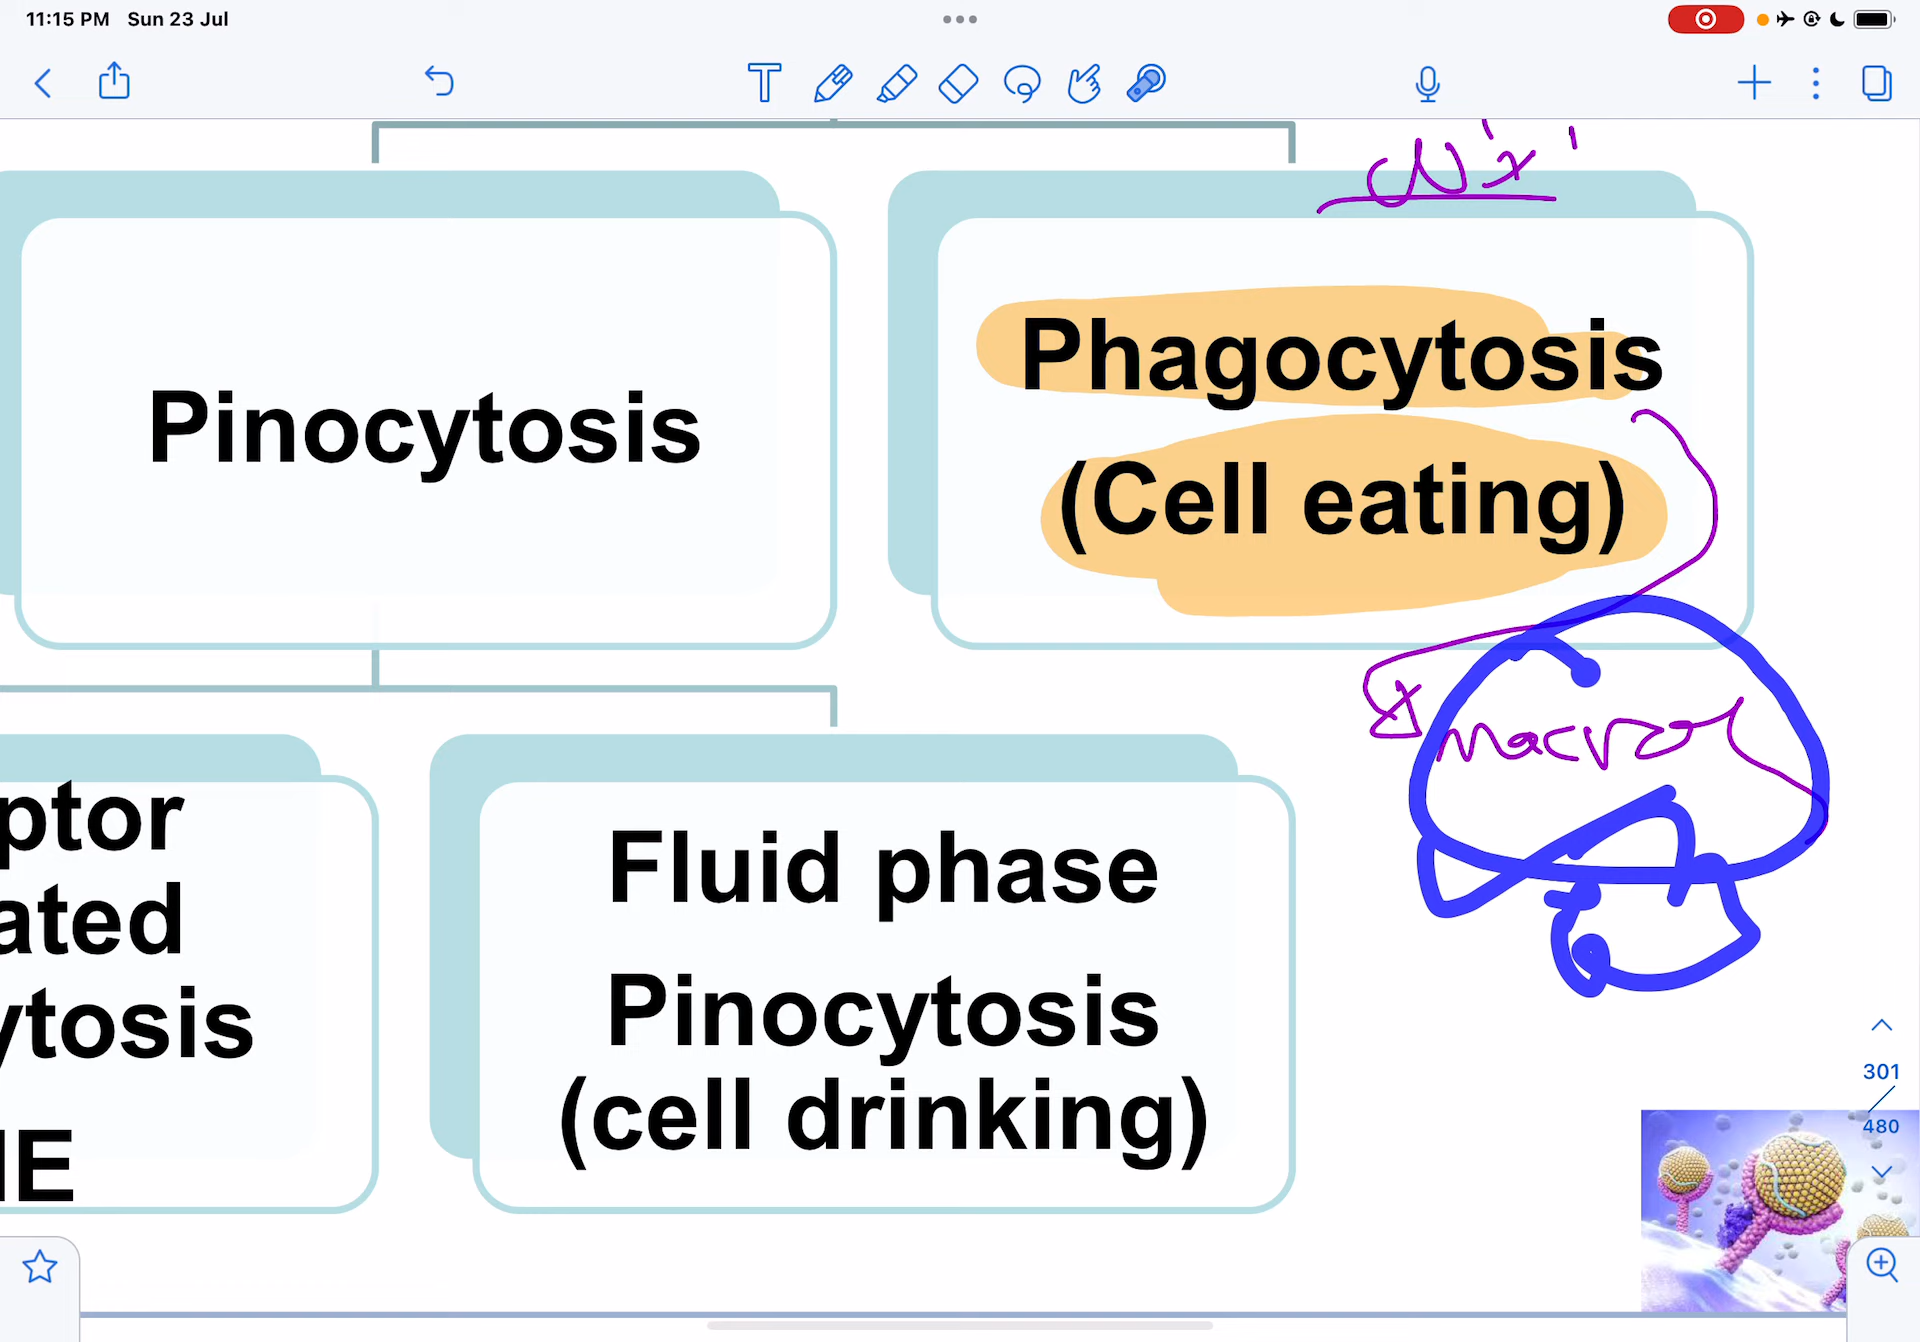 11:15 PM Sun 23 Jul
Pinocytosis
Phagocytosis
(Cell eating)
ptor
ated
ytosis
IE
Fluid phase
Pinocytosis
(cell drinking)
301
480